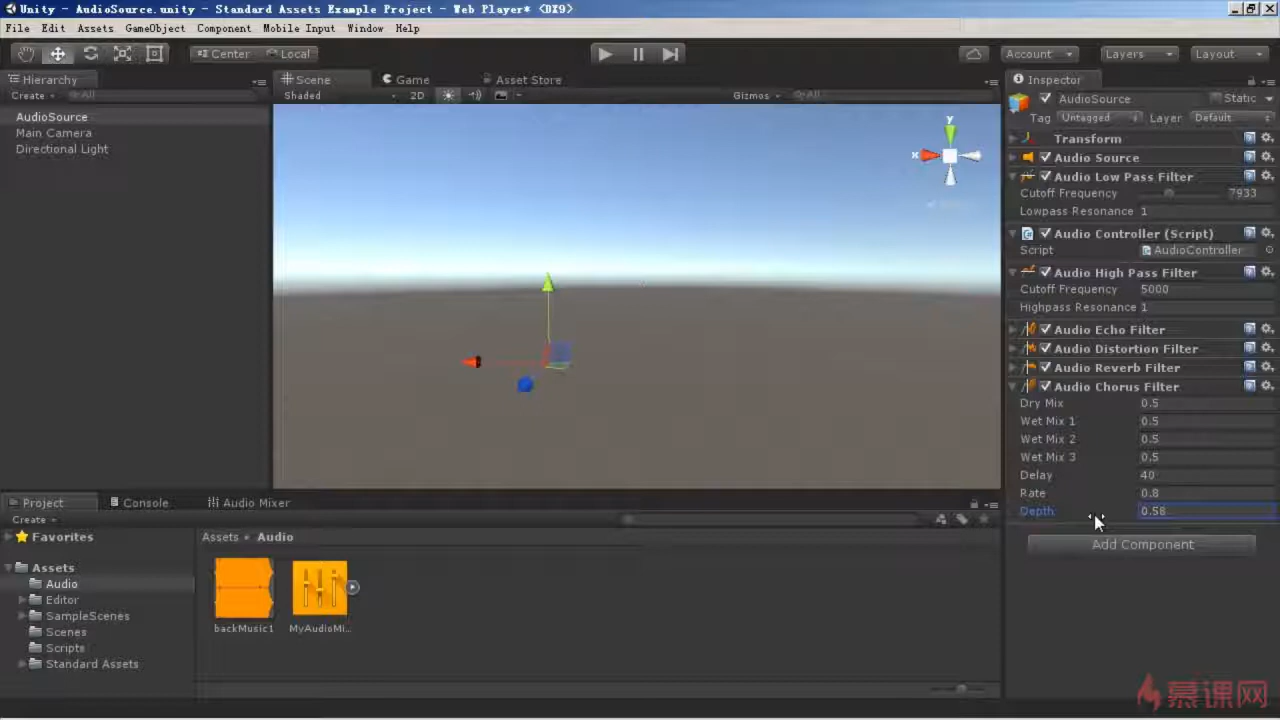 Unity - AudioSource.unity - Standard Assets Example Project - Web Player* <DX9>
File Edit Assets GameObject Component Mobile Input Window Help
Center Local Account Layers Layout
Hierarchy
Create All
AudioSource
Main Camera
Directional Light
Scene Game Asset Store
Shaded 2D Gizmos All
y
x
Inspector
AudioSource Static
Tag Untagged Layer Default
Transform
Audio Source
Audio Low Pass Filter
Cutoff Frequency 7933
Lowpass Resonance 1
Audio Controller (Script)
Script AudioController
Audio High Pass Filter
Cutoff Frequency 5000
Highpass Resonance 1
Audio Echo Filter
Audio Distortion Filter
Audio Reverb Filter
Audio Chorus Filter
Dry Mix 0.5
Wet Mix 1 0.5
Wet Mix 2 0.5
Wet Mix 3 0.5
Delay 40
Rate 0.8
Depth 0.58
Add Component
Project Console Audio Mixer
Create
Favorites
Assets
Audio
Editor
SampleScenes
Scenes
Scripts
Standard Assets
Assets Audio
backMusic1 MyAudioMi...
慕课网